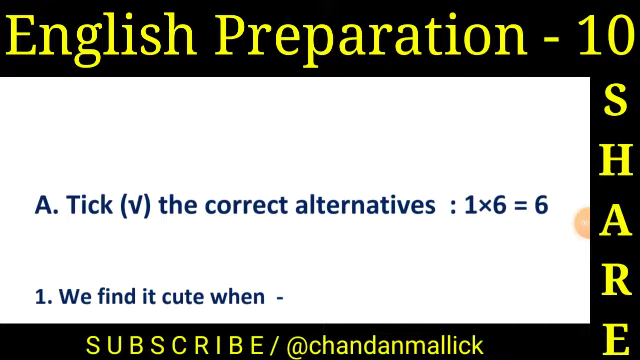 English Preparation - 10
A. Tick (√) the correct alternatives : 1×6 = 6
1. We find it cute when -
S
H
A
R
E
S U B S C R I B E / @chandanmallick